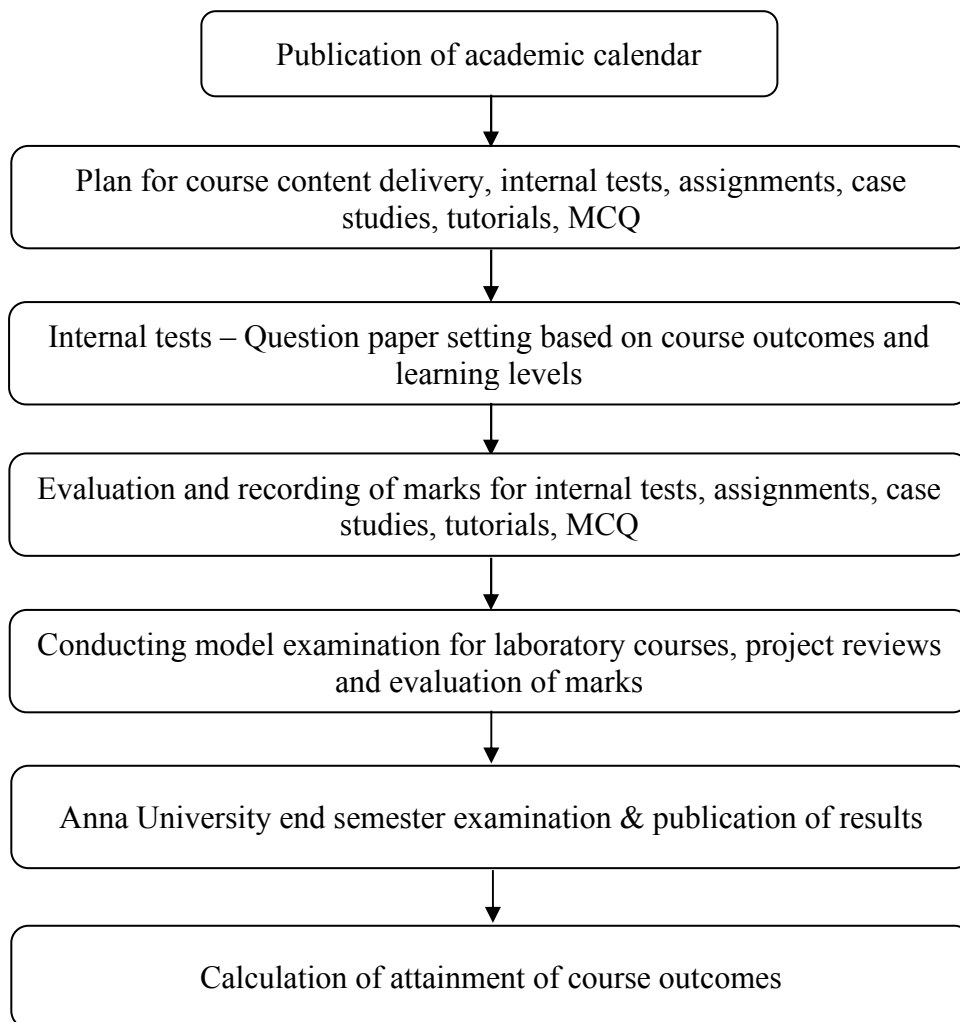 Publication of academic calendar
Plan for course content delivery, internal tests, assignments, case
studies, tutorials, MCQ
Internal tests – Question paper setting based on course outcomes and
learning levels
Evaluation and recording of marks for internal tests, assignments, case
studies, tutorials, MCQ
Conducting model examination for laboratory courses, project reviews
and evaluation of marks
Anna University end semester examination & publication of results
Calculation of attainment of course outcomes